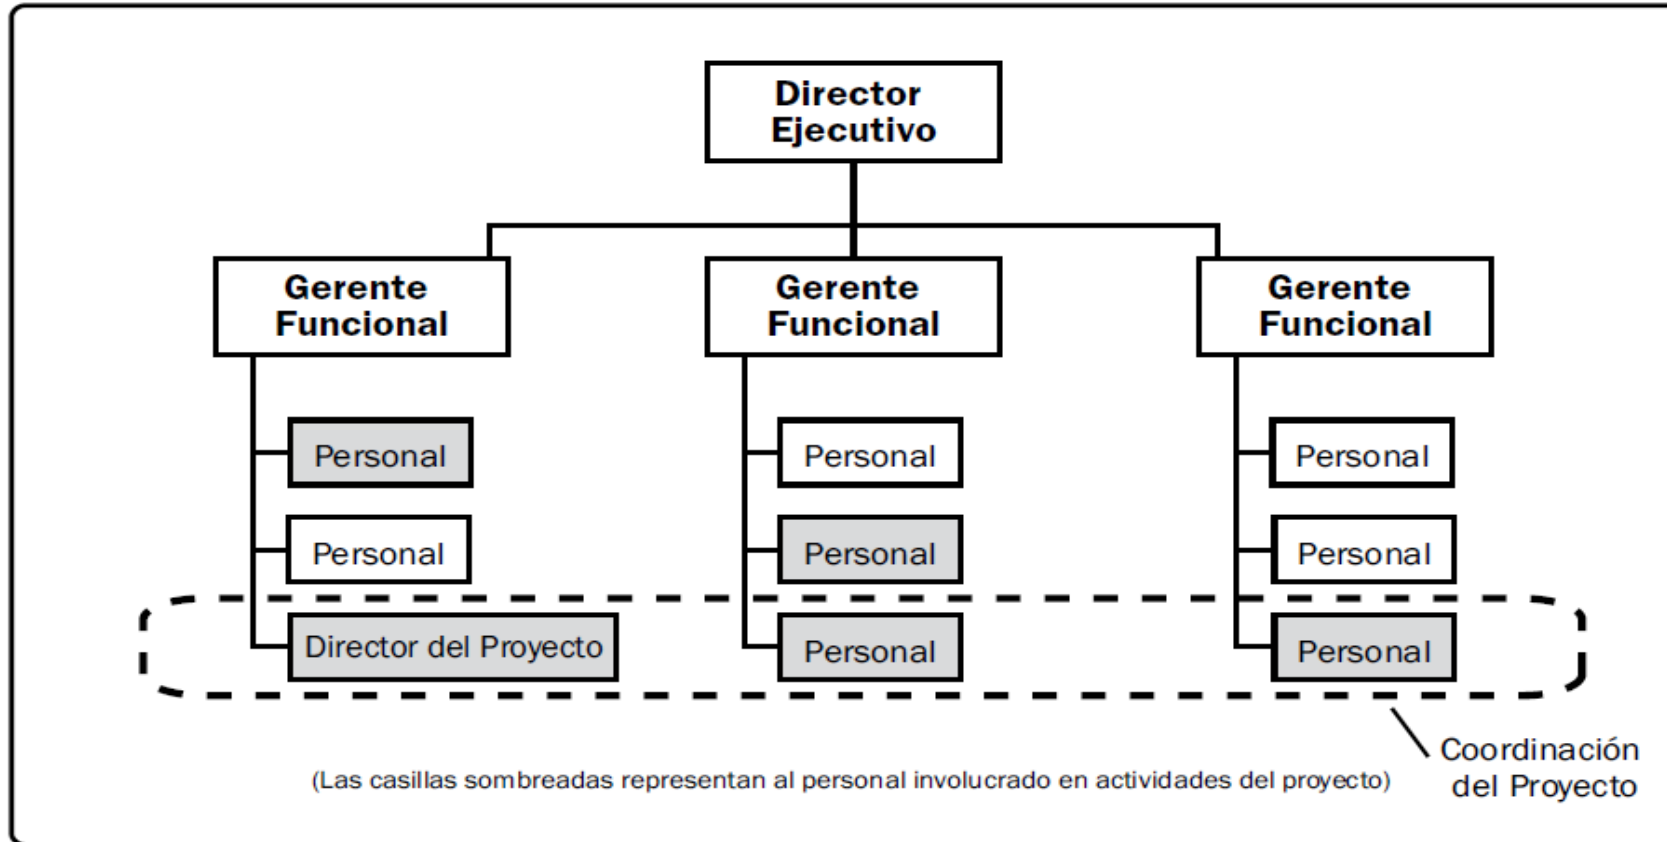 Director
Ejecutivo
Gerente
Funcional
Gerente
Funcional
Gerente
Funcional
Personal
Personal
Personal
Personal
Personal
Personal
Director del Proyecto
Personal
Personal
Coordinación
del Proyecto
(Las casillas sombreadas representan al personal involucrado en actividades del proyecto)